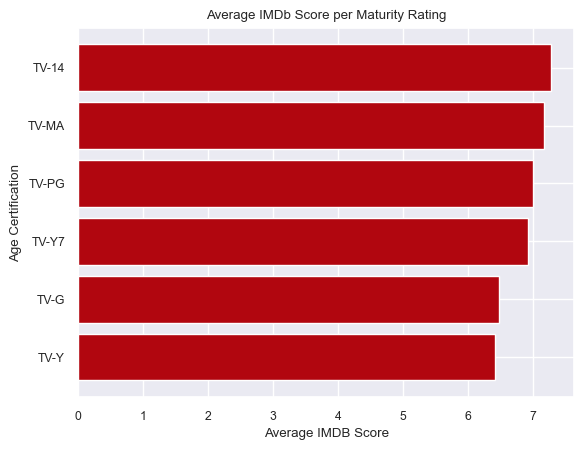 Average IMDb Score per Maturity Rating
Age Certification
TV-14
TV-MA
TV-PG
TV-Y7
TV-G
TV-Y
0 1 2 3 4 5 6 7
Average IMDB Score